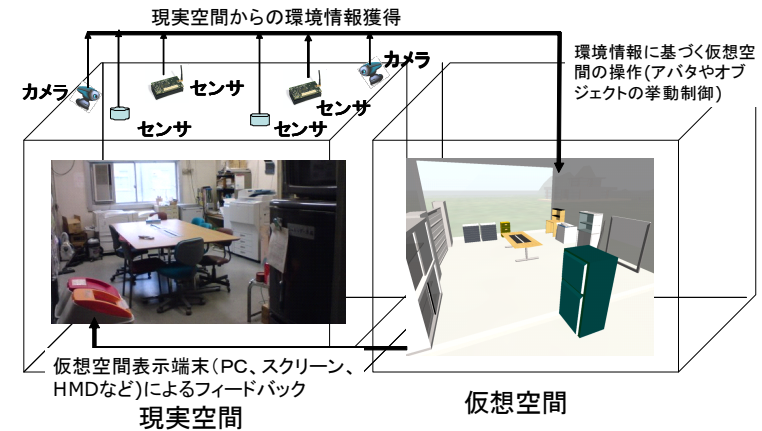 現実空間からの環境情報獲得
環境情報に基づく仮想空
間の操作(アバタやオブ
ジェクトの挙動制御)
カメラ
センサ
センサ
カメラ
センサ
センサ
仮想空間表示端末(PC、スクリーン、
HMDなど)によるフィードバック
現実空間
仮想空間